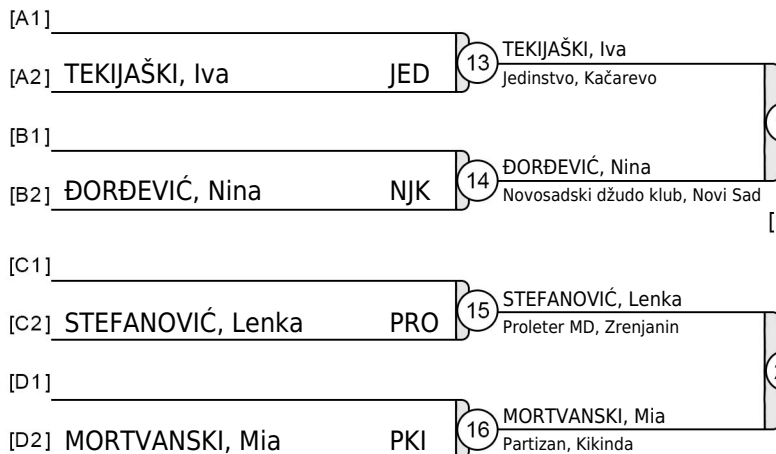 [A1]
[A2] TEKIJAŠKI, Iva JED
13
TEKIJAŠKI, Iva
Jedinstvo, Kačarevo
[B1]
[B2] ĐORĐEVIĆ, Nina NJK
14
ĐORĐEVIĆ, Nina
Novosadski džudo klub, Novi Sad
[
[C1]
[C2] STEFANOVIĆ, Lenka PRO
15
STEFANOVIĆ, Lenka
Proleter MD, Zrenjanin
[D1]
[D2] MORTVANSKI, Mia PKI
16
MORTVANSKI, Mia
Partizan, Kikinda